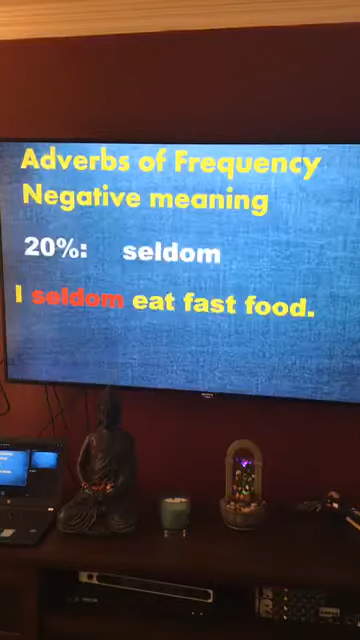 Adverbs of Frequency
Negative meaning
20%: seldom
I seldom eat fast food.